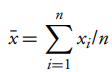 x̄ = ∑_{i=1}^{n} x_i/n